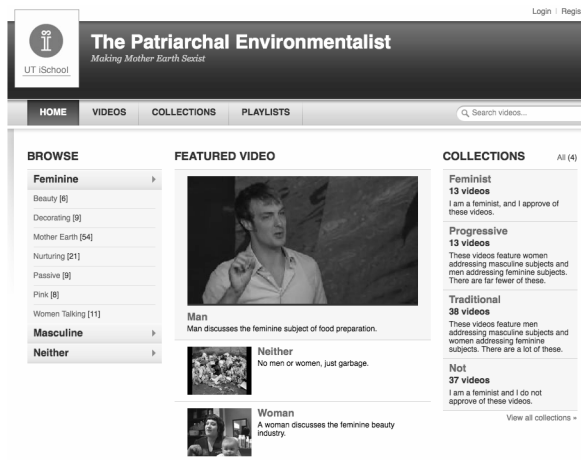 Login | Regis
UT iSchool
The Patriarchal Environmentalist
Making Mother Earth Sexist
HOME VIDEOS COLLECTIONS PLAYLISTS
Search videos...
BROWSE
Feminine
Beauty [6]
Decorating [9]
Mother Earth [54]
Nurturing [21]
Passive [9]
Pink [8]
Women Talking [11]
Masculine
Neither
FEATURED VIDEO
Man
Man discusses the feminine subject of food preparation.
Neither
No men or women, just garbage.
Woman
A woman discusses the feminine beauty
industry.
COLLECTIONS All (4)
Feminist
13 videos
I am a feminist, and I approve of
these videos.
Progressive
13 videos
These videos feature women
addressing masculine subjects and
men addressing feminine subjects.
There are far fewer of these.
Traditional
38 videos
These videos feature men
addressing masculine subjects and
women addressing feminine
subjects. There are a lot of these.
Not
37 videos
I am a feminist and I do not
approve of these videos.
View all collections »